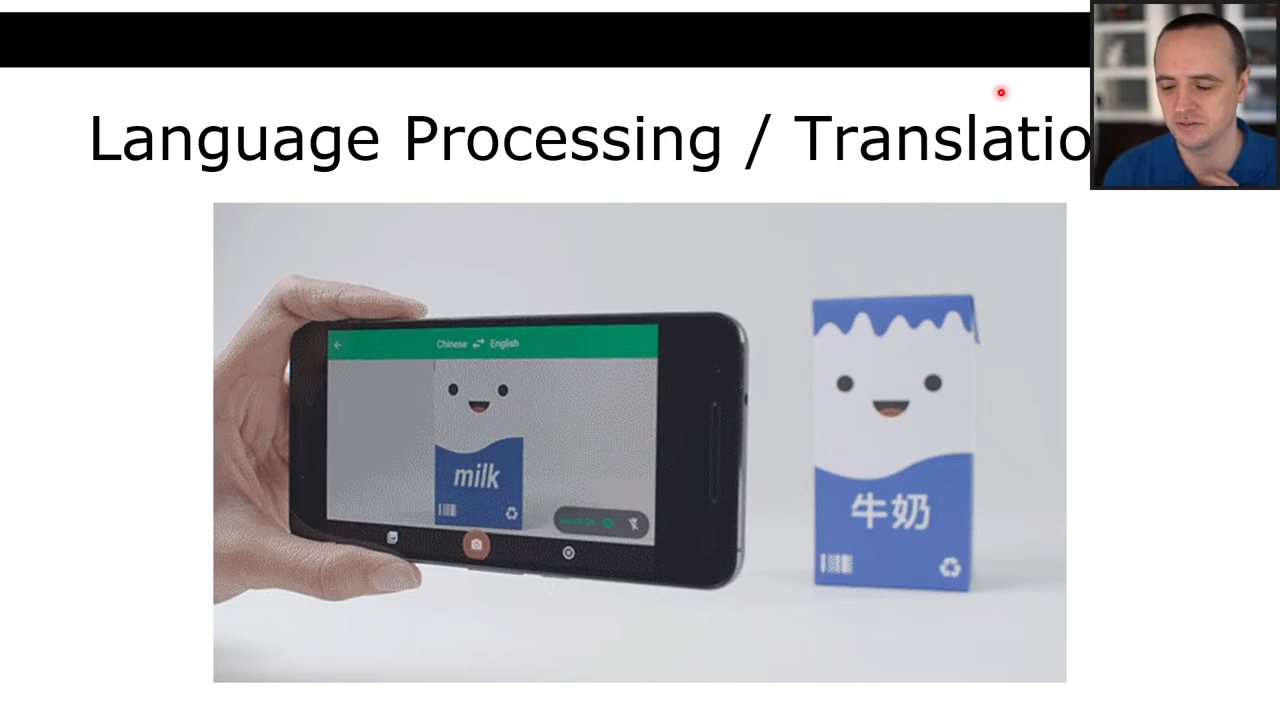 Language Processing / Translatio
Chinese English
milk
牛奶